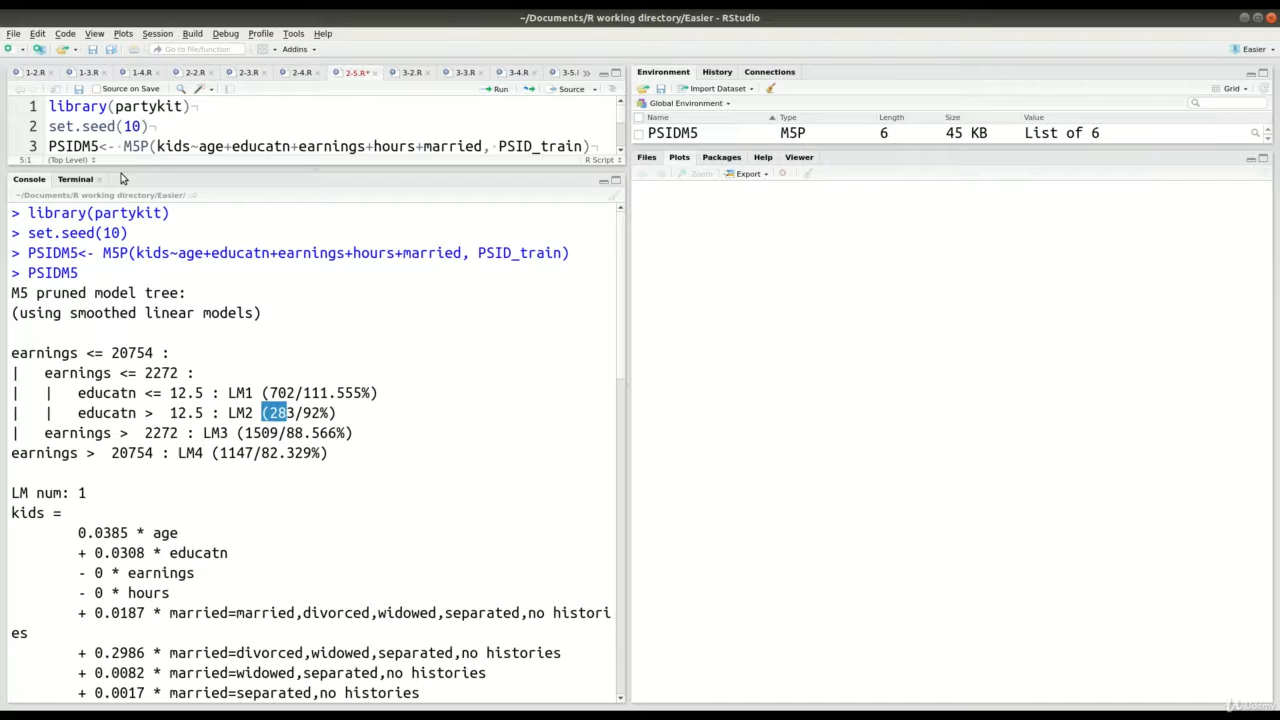 ~/Documents/R working directory/Easier - RStudio
File Edit Code View Plots Session Build Debug Profile Tools Help
Go to file/function Addins Easier
1-2.R 1-3.R 1-4.R 2-2.R 2-3.R 2-4.R 2-5.R* 3-2.R 3-3.R 3-4.R 3-5.
Source on Save Run Source
1 library(partykit)
2 set.seed(10)
3 PSIDM5<- M5P(kids~age+educatn+earnings+hours+married, PSID_train)
5:1 (Top Level) R Script
Console Terminal
~/Documents/R working directory/Easier/
> library(partykit)
> set.seed(10)
> PSIDM5<- M5P(kids~age+educatn+earnings+hours+married, PSID_train)
> PSIDM5
M5 pruned model tree:
(using smoothed linear models)
earnings <= 20754 :
|   earnings <= 2272 :
|   |   educatn <= 12.5 : LM1 (702/111.555%)
|   |   educatn >  12.5 : LM2 (283/92%)
|   earnings >  2272 : LM3 (1509/88.566%)
earnings >  20754 : LM4 (1147/82.329%)
LM num: 1
kids =
0.0385 * age
+ 0.0308 * educatn
- 0 * earnings
- 0 * hours
+ 0.0187 * married=married,divorced,widowed,separated,no histori
es
+ 0.2986 * married=divorced,widowed,separated,no histories
+ 0.0082 * married=widowed,separated,no histories
+ 0.0017 * married=separated,no histories
Environment History Connections
Import Dataset Grid
Global Environment
Name Type Length Size Value
PSIDM5 M5P 6 45 KB List of 6
Files Plots Packages Help Viewer
Zoom Export
Udemy